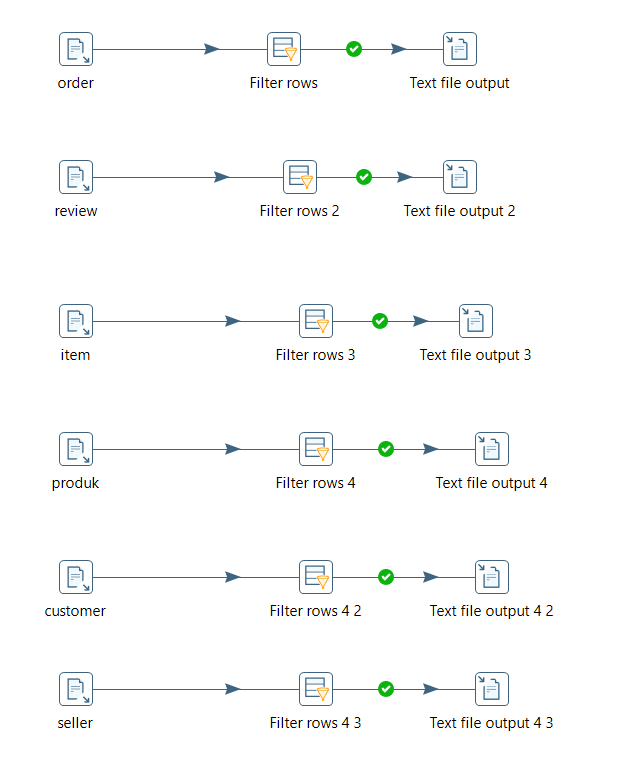 order
Filter rows
Text file output
review
Filter rows 2
Text file output 2
item
Filter rows 3
Text file output 3
produk
Filter rows 4
Text file output 4
customer
Filter rows 4 2
Text file output 4 2
seller
Filter rows 4 3
Text file output 4 3